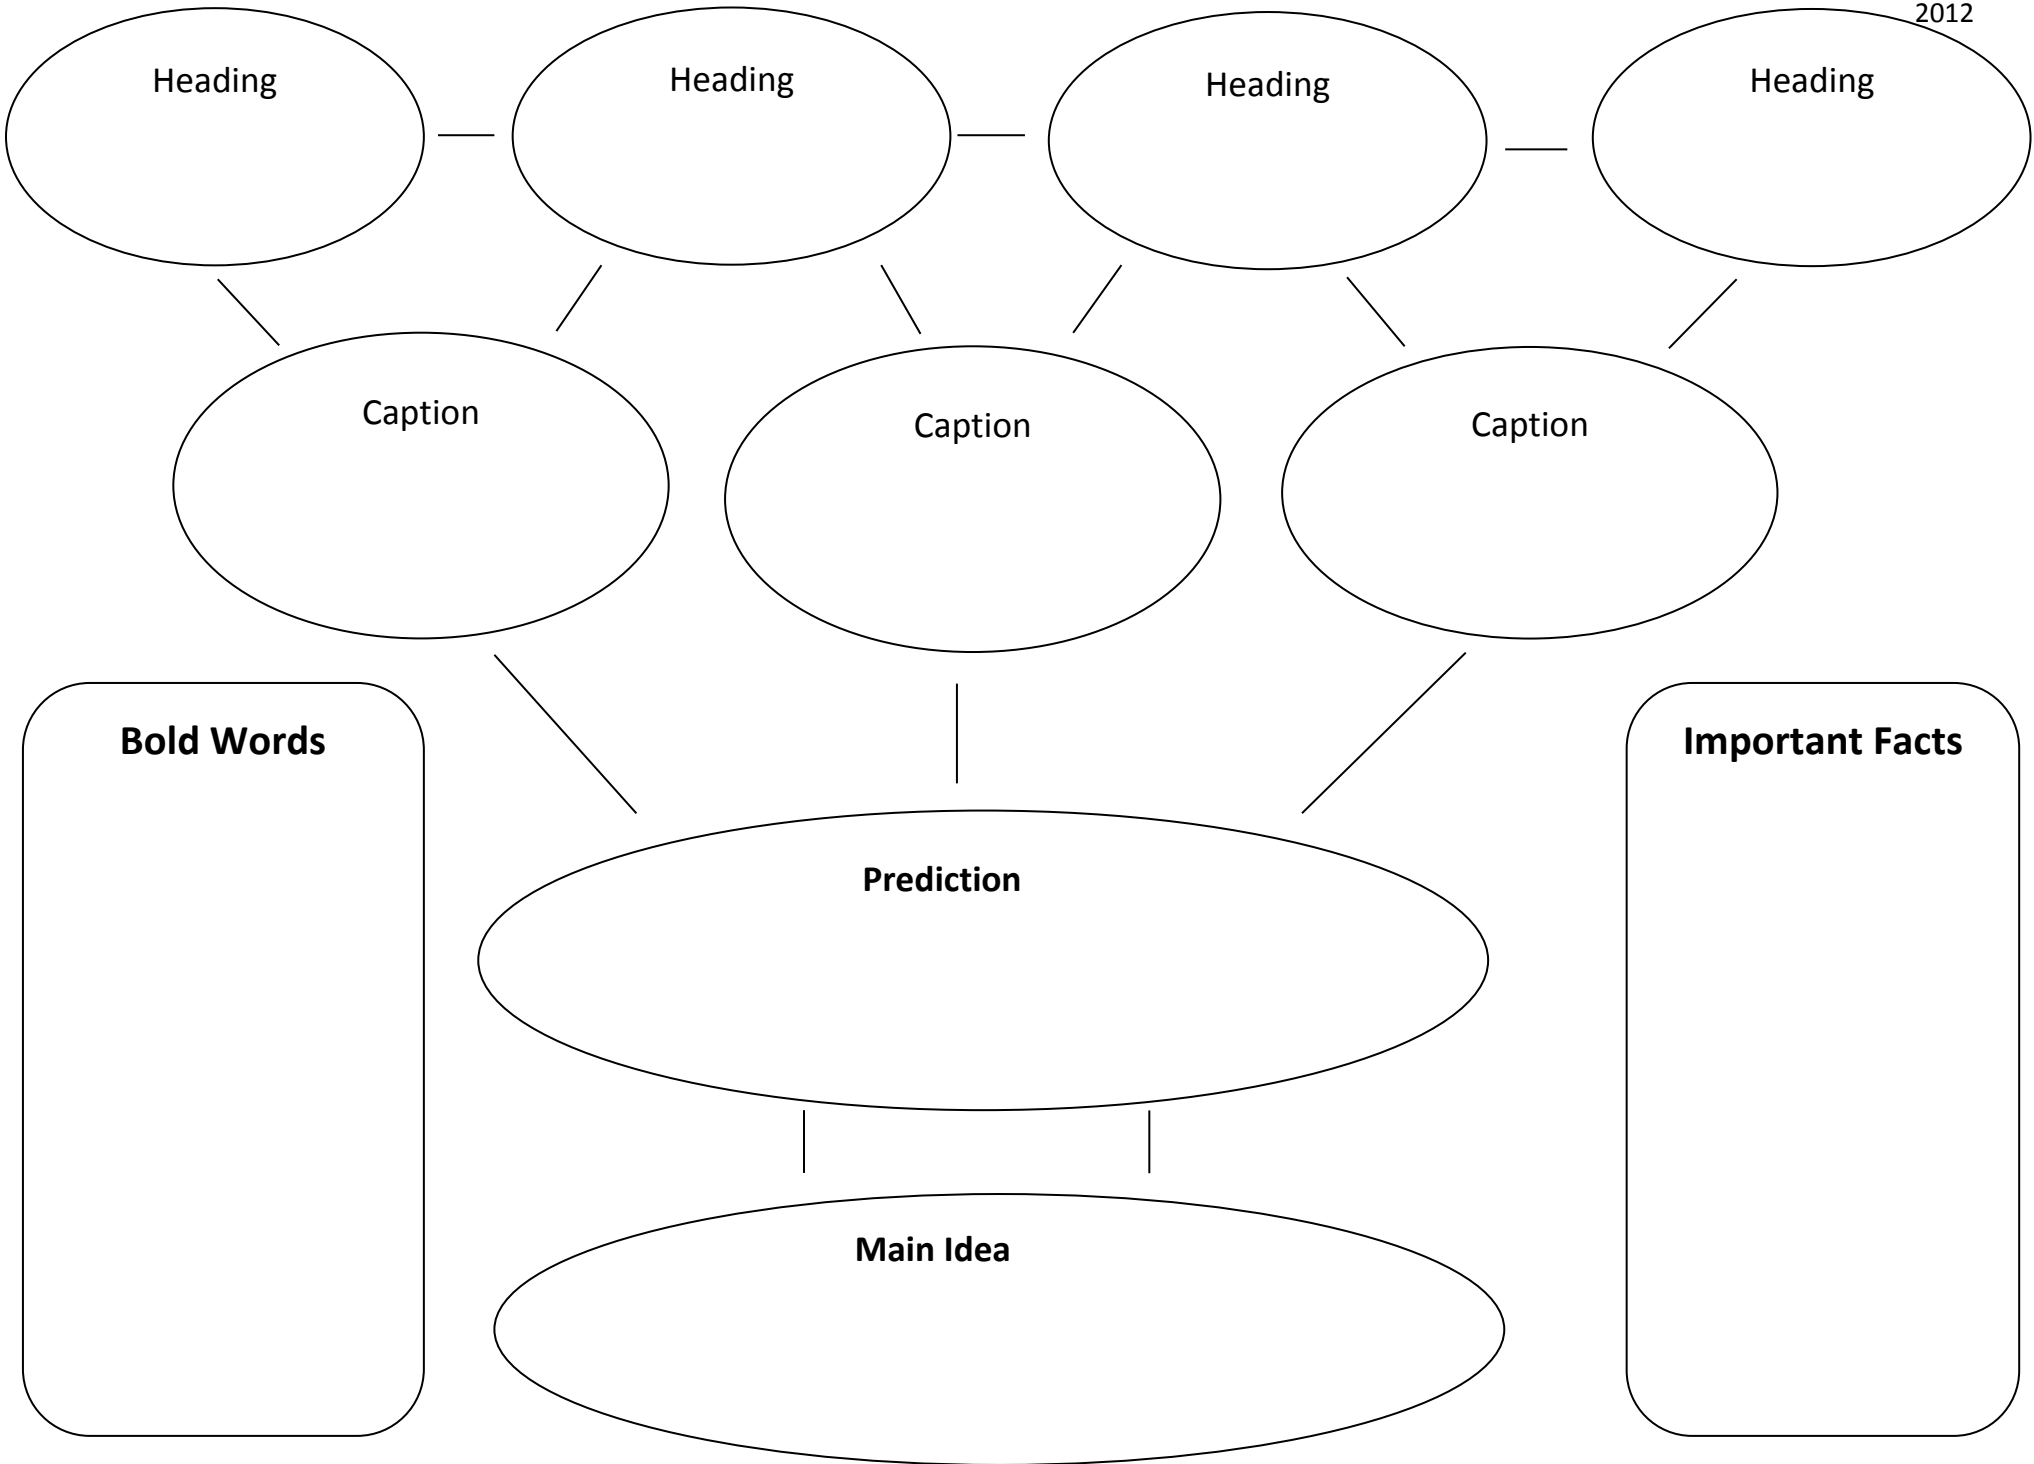 2012
Heading
Heading
Heading
Heading
Caption
Caption
Caption
Bold Words
Important Facts
Prediction
Main Idea